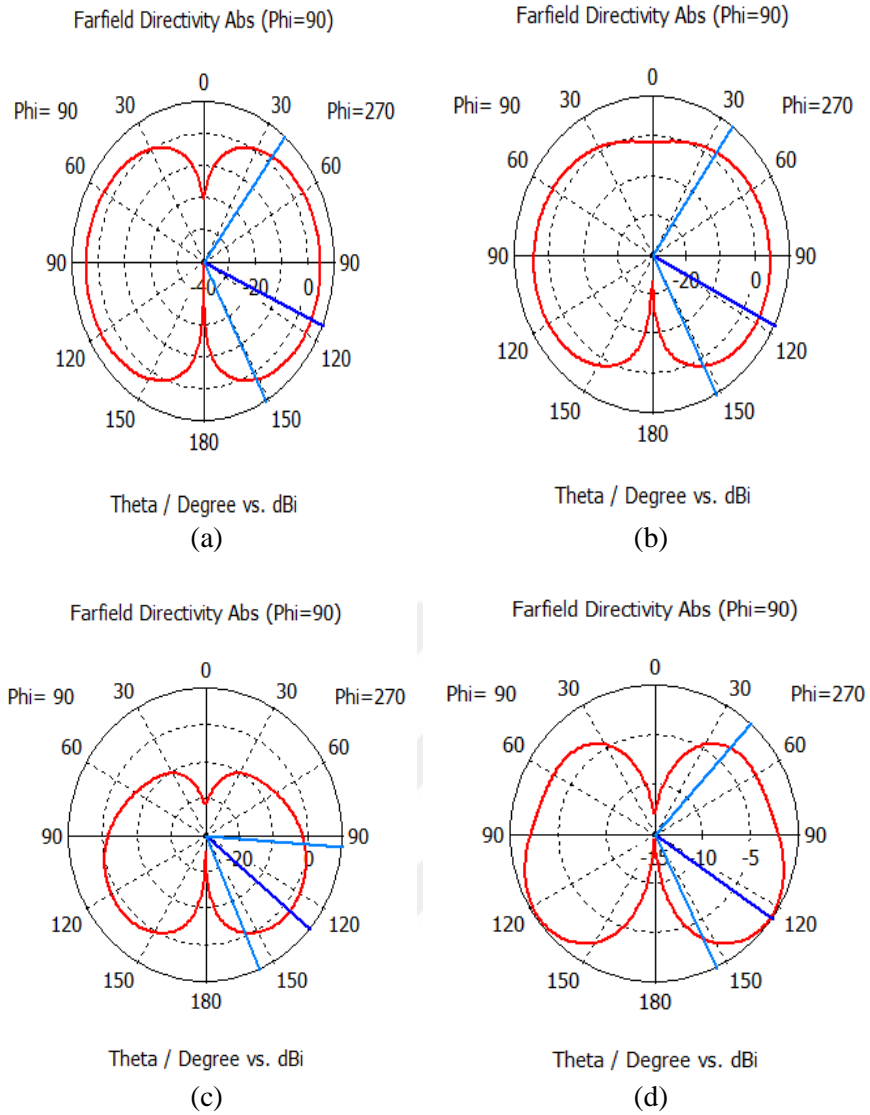 Farfield Directivity Abs (Phi=90)
0
Phi= 90 30 30 Phi=270
60 60
90 -40 -20 0 90
120 120
150 150
180
Theta / Degree vs. dBi
(a)
Farfield Directivity Abs (Phi=90)
0
Phi= 90 30 30 Phi=270
60 60
90 -20 0 90
120 120
150 150
180
Theta / Degree vs. dBi
(b)
Farfield Directivity Abs (Phi=90)
0
Phi= 90 30 30 Phi=270
60 60
90 -20 0 90
120 120
150 150
180
Theta / Degree vs. dBi
(c)
Farfield Directivity Abs (Phi=90)
0
Phi= 90 30 30 Phi=270
60 60
90 -15 -10 -5 90
120 120
150 150
180
Theta / Degree vs. dBi
(d)